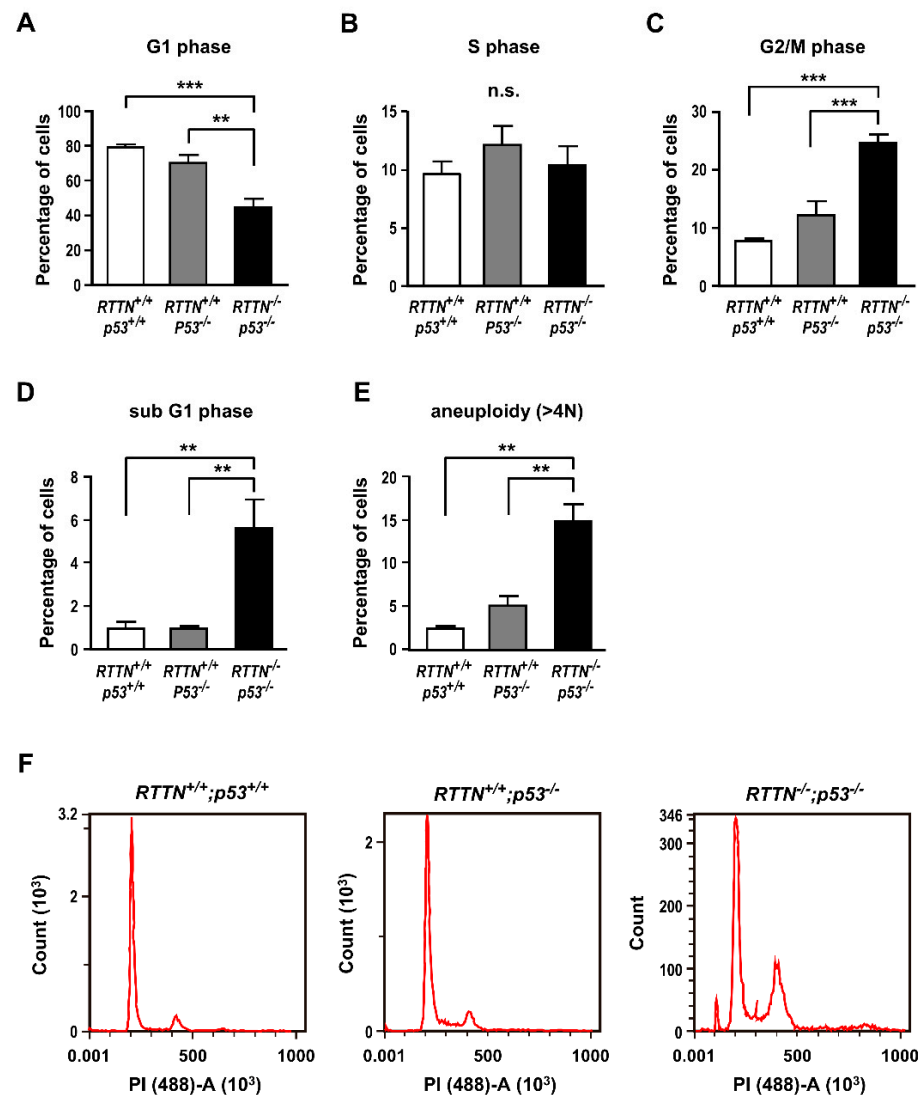 A
G1 phase
***
**
Percentage of cells
100
80
60
40
20
0
RTTN+/+ RTTN+/+ RTTN-/-
p53+/+ P53-/- p53-/-
B
S phase
n.s.
Percentage of cells
15
10
5
0
RTTN+/+ RTTN+/+ RTTN-/-
p53+/+ P53-/- p53-/-
C
G2/M phase
***
***
Percentage of cells
30
20
10
0
RTTN+/+ RTTN+/+ RTTN-/-
p53+/+ P53-/- p53-/-
D
sub G1 phase
**
**
Percentage of cells
8
6
4
2
0
RTTN+/+ RTTN+/+ RTTN-/-
p53+/+ P53-/- p53-/-
E
aneuploidy (>4N)
**
**
Percentage of cells
20
15
10
5
0
RTTN+/+ RTTN+/+ RTTN-/-
p53+/+ P53-/- p53-/-
F
RTTN+/+;p53+/+
Count (10³)
3.2
2
0
0.001 500 1000
PI (488)-A (10³)
RTTN+/+;p53-/-
Count (10³)
2
0
0.001 500 1000
PI (488)-A (10³)
RTTN-/-;p53-/-
Count
346
300
200
100
0
0.001 500 1000
PI (488)-A (10³)